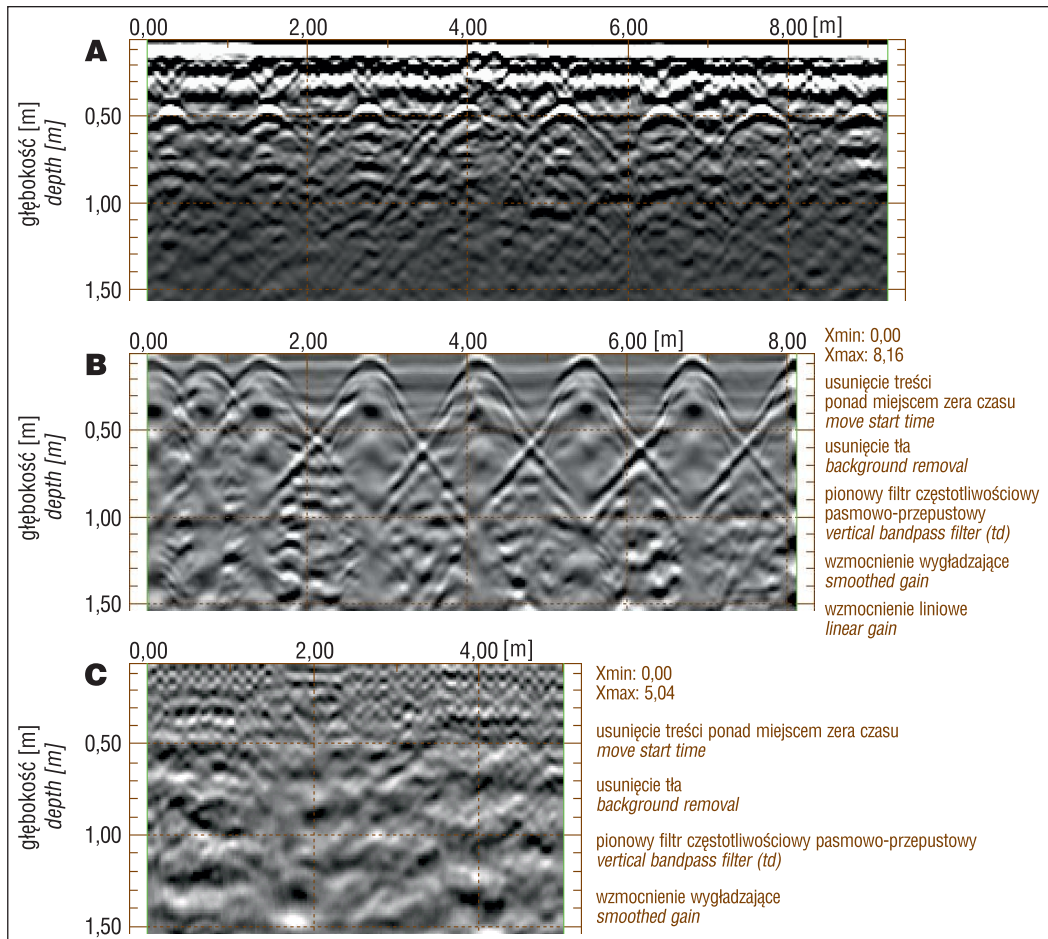 0,00 2,00 4,00 6,00 8,00 [m]
A
głębokość [m]
depth [m]
0,50
1,00
1,50
0,00 2,00 4,00 6,00 [m] 8,00
B
głębokość [m]
depth [m]
0,50
1,00
1,50
Xmin: 0,00
Xmax: 8,16
usunięcie treści
ponad miejscem zera czasu
move start time
usunięcie tła
background removal
pionowy filtr częstotliwościowy
pasmowo-przepustowy
vertical bandpass filter (td)
wzmocnienie wygładzające
smoothed gain
wzmocnienie liniowe
linear gain
0,00 2,00 4,00 [m]
C
głębokość [m]
depth [m]
0,50
1,00
1,50
Xmin: 0,00
Xmax: 5,04
usunięcie treści ponad miejscem zera czasu
move start time
usunięcie tła
background removal
pionowy filtr częstotliwościowy pasmowo-przepustowy
vertical bandpass filter (td)
wzmocnienie wygładzające
smoothed gain